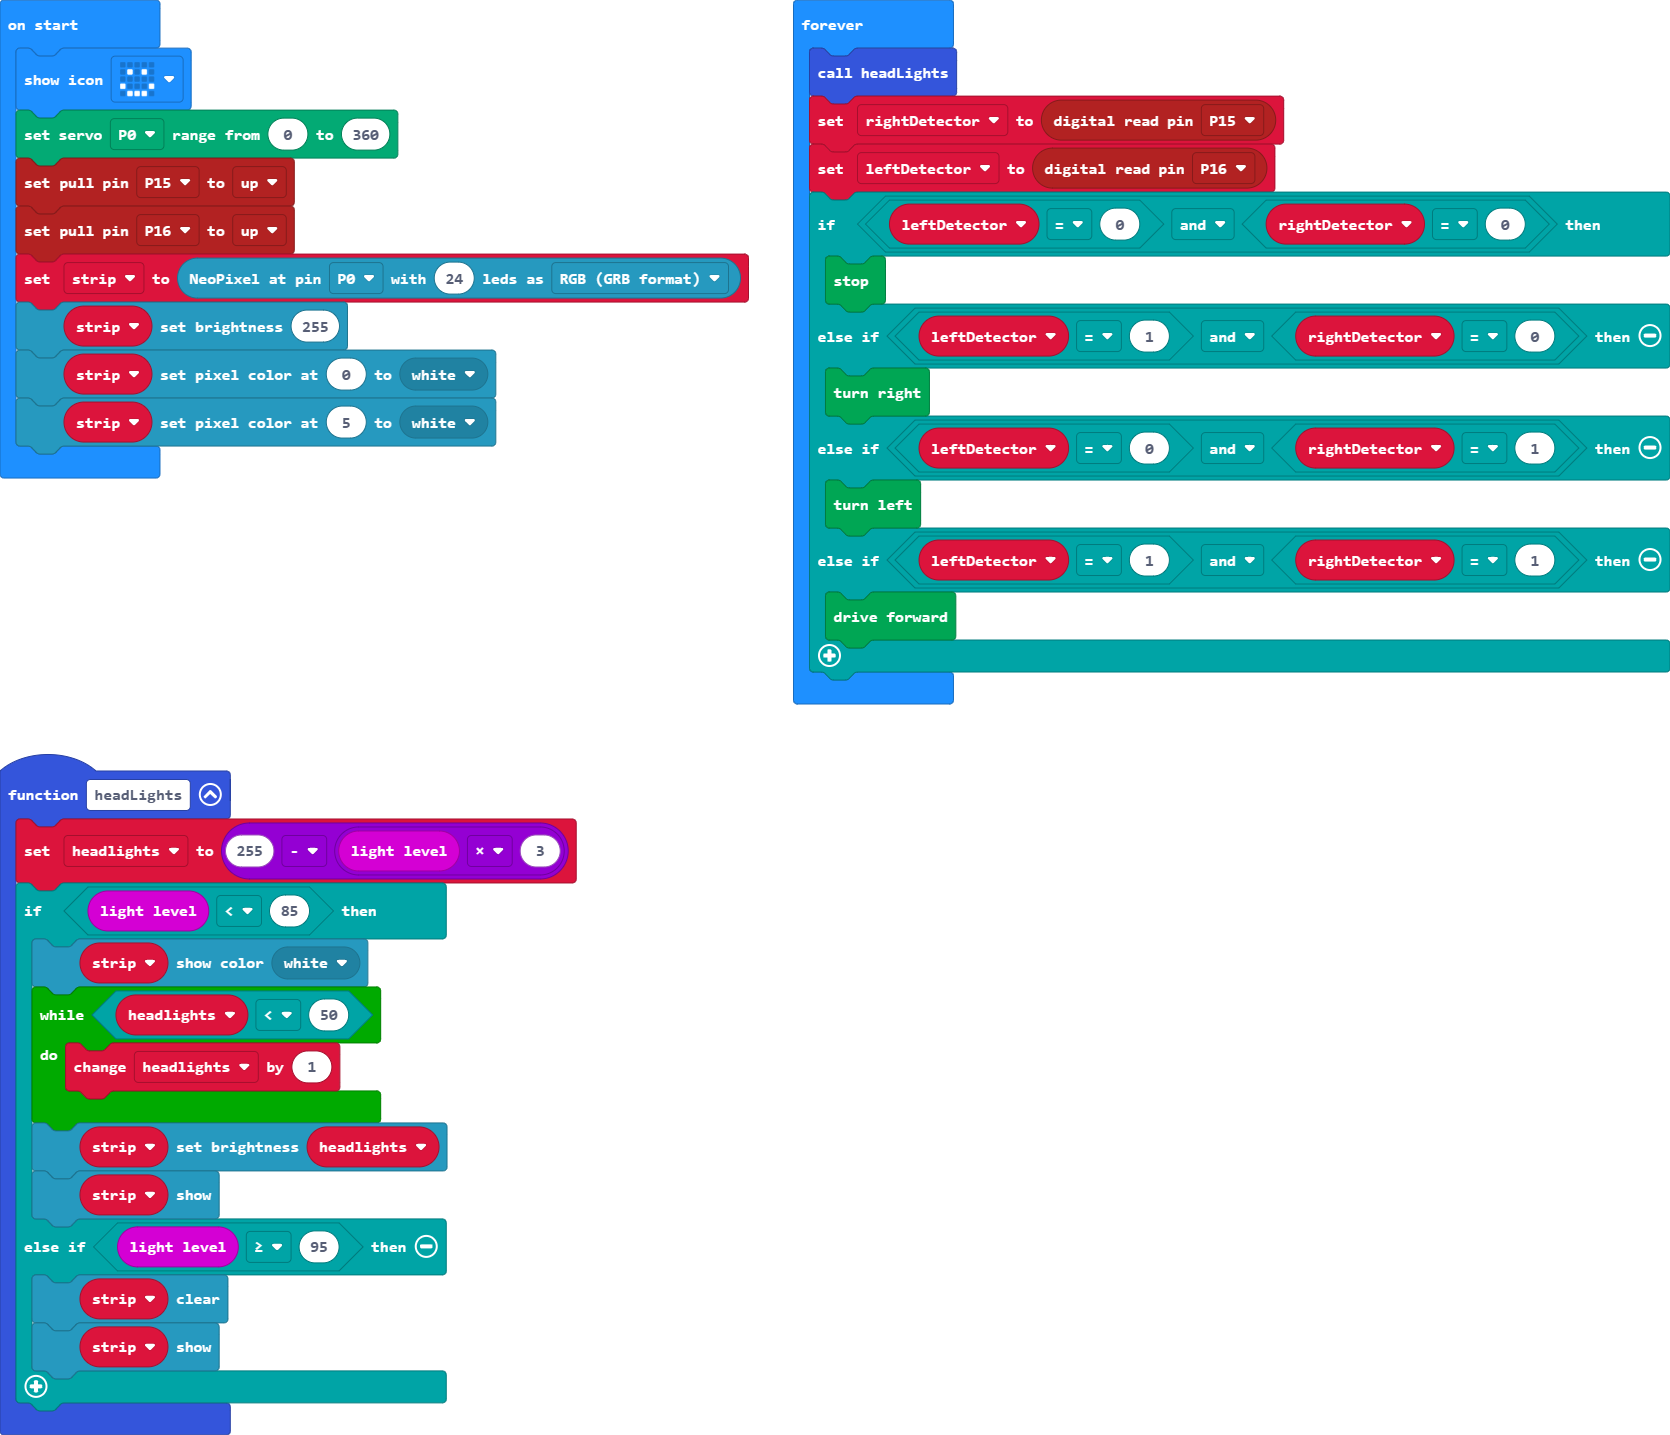 on start
show icon
set servo P0 range from 0 to 360
set pull pin P15 to up
set pull pin P16 to up
set strip to NeoPixel at pin P0 with 24 leds as RGB (GRB format)
strip set brightness 255
strip set pixel color at 0 to white
strip set pixel color at 5 to white
forever
call headLights
set rightDetector to digital read pin P15
set leftDetector to digital read pin P16
if leftDetector = 0 and rightDetector = 0 then
stop
else if leftDetector = 1 and rightDetector = 0 then
turn right
else if leftDetector = 0 and rightDetector = 1 then
turn left
else if leftDetector = 1 and rightDetector = 1 then
drive forward
function headLights
set headlights to 255 - light level × 3
if light level < 85 then
strip show color white
while headlights < 50
do change headlights by 1
strip set brightness headlights
strip show
else if light level ≥ 95 then
strip clear
strip show